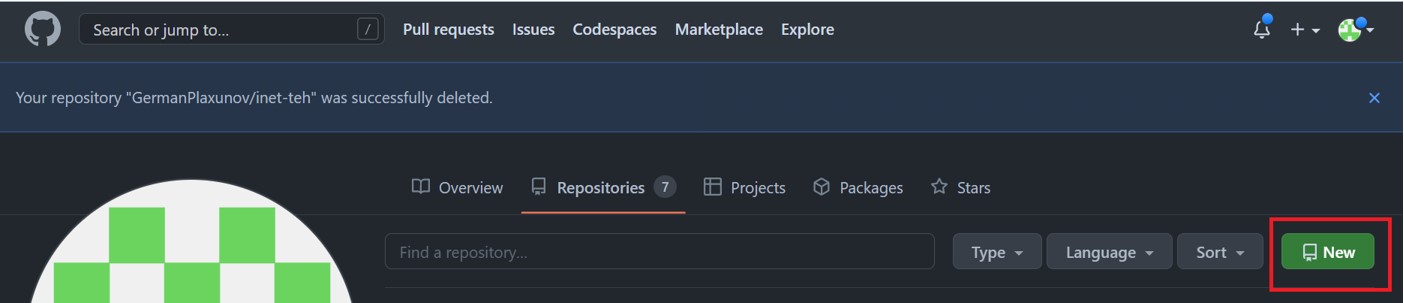 Search or jump to... / Pull requests Issues Codespaces Marketplace Explore
Your repository "GermanPlaxunov/inet-teh" was successfully deleted.
Overview Repositories 7 Projects Packages Stars
Find a repository... Type Language Sort New